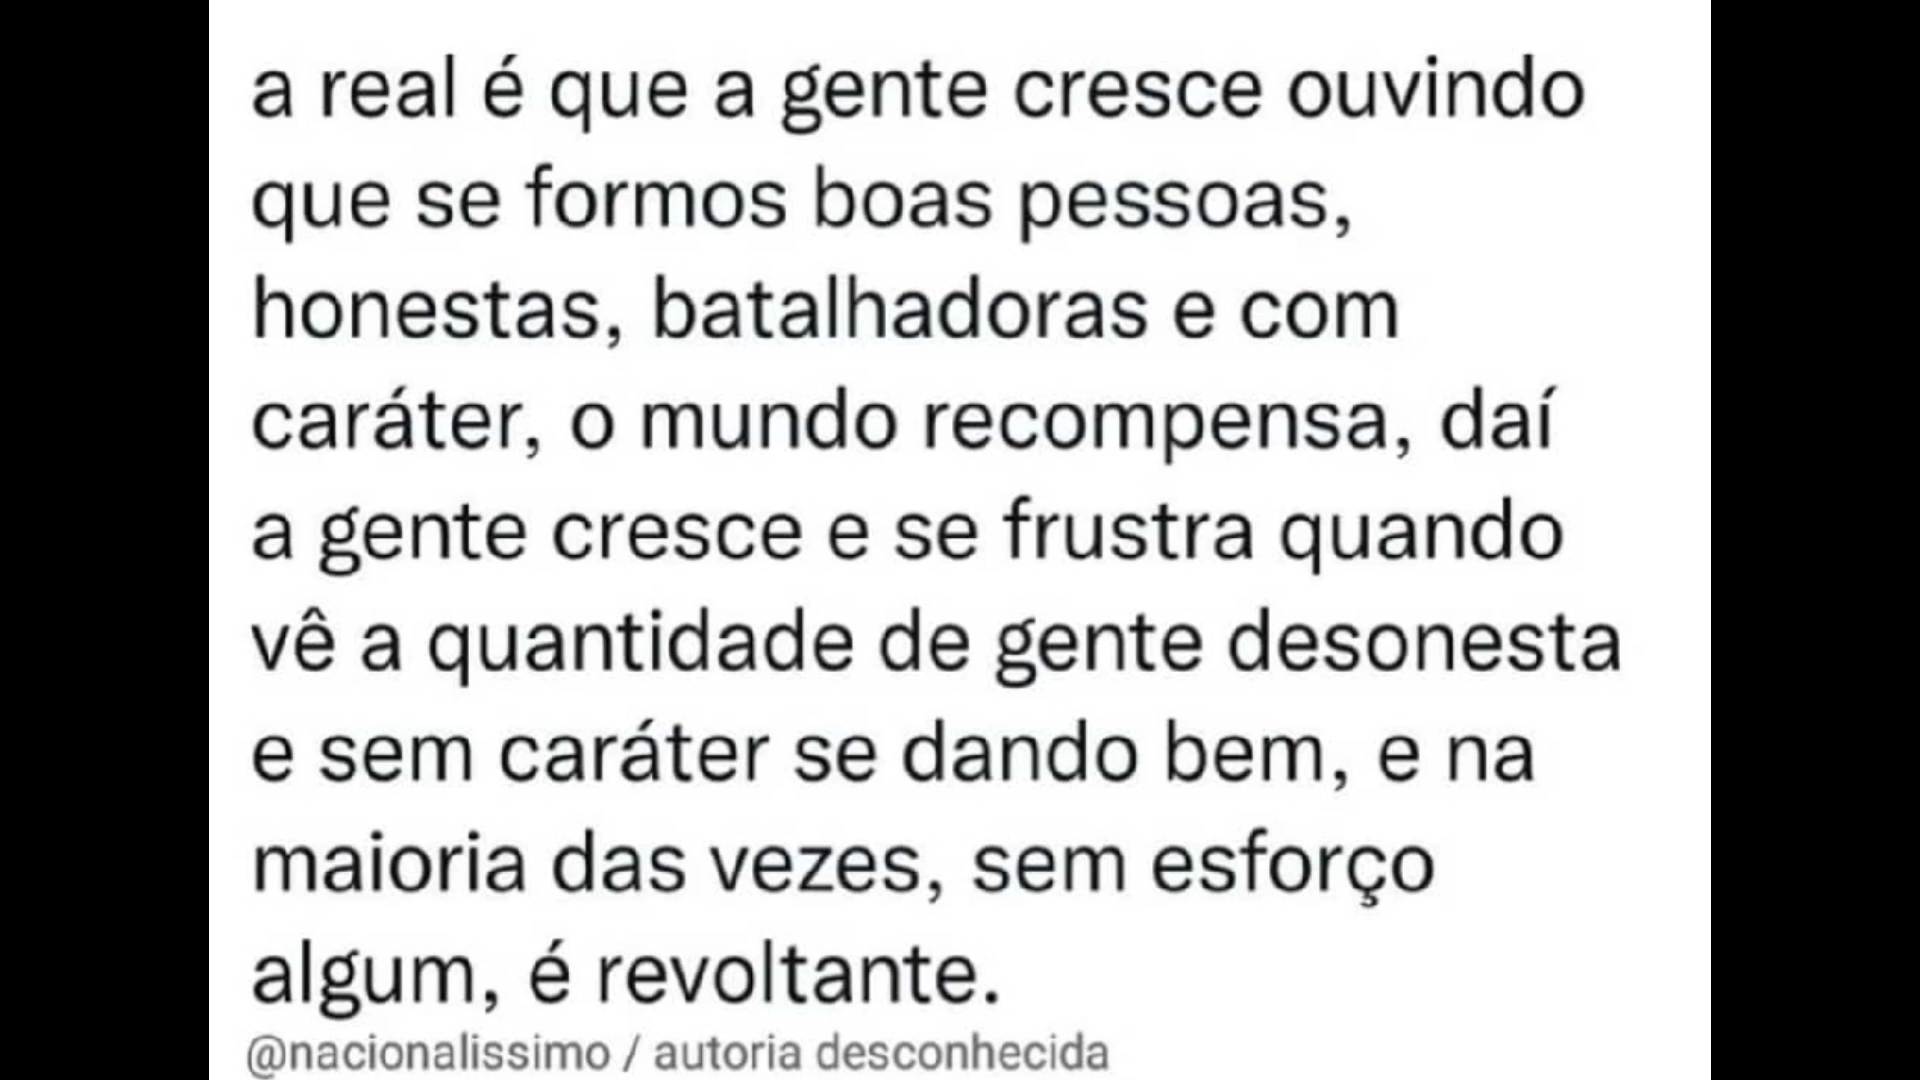 a real é que a gente cresce ouvindo
que se formos boas pessoas,
honestas, batalhadoras e com
caráter, o mundo recompensa, daí
a gente cresce e se frustra quando
vê a quantidade de gente desonesta
e sem caráter se dando bem, e na
maioria das vezes, sem esforço
algum, é revoltante.
@nacionalissimo / autoria desconhecida